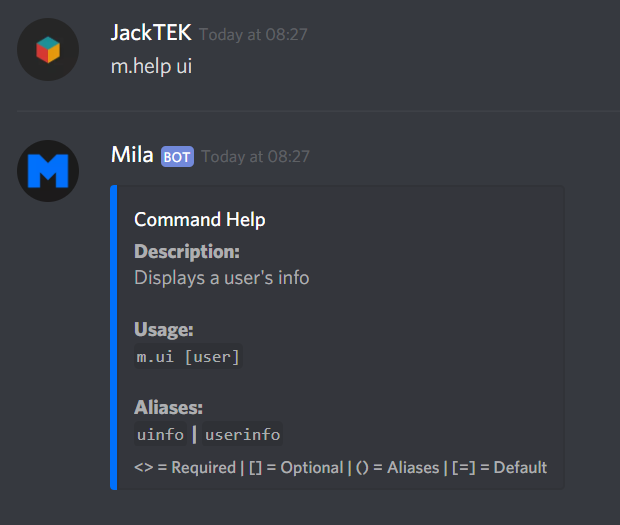 JackTEK Today at 08:27
m.help ui
M
Mila BOT Today at 08:27
Command Help
Description:
Displays a user's info
Usage:
m.ui [user]
Aliases:
uinfo | userinfo
<> = Required | [] = Optional | () = Aliases | [=] = Default